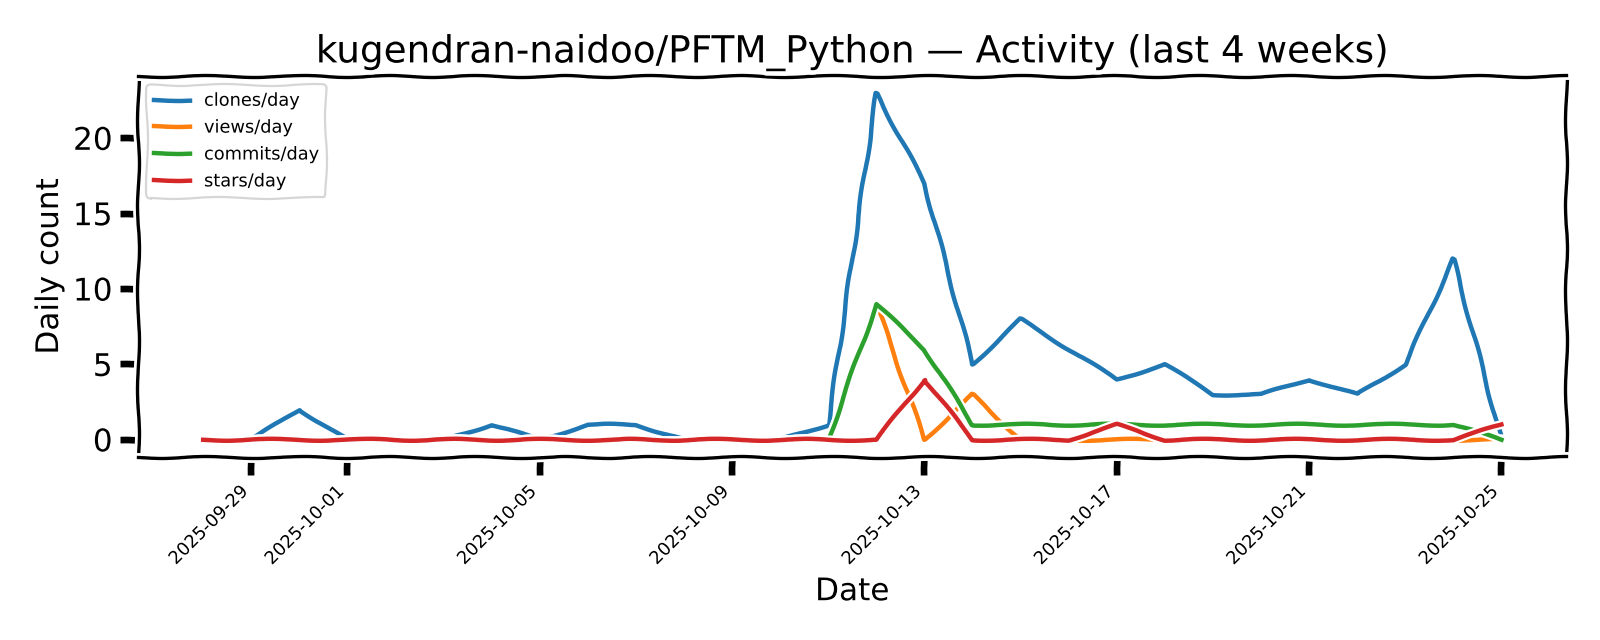 kugendran-naidoo/PFTM_Python — Activity (last 4 weeks)
clones/day
views/day
commits/day
stars/day
Daily count
20
15
10
5
0
2025-09-29
2025-10-01
2025-10-05
2025-10-09
2025-10-13
2025-10-17
2025-10-21
2025-10-25
Date